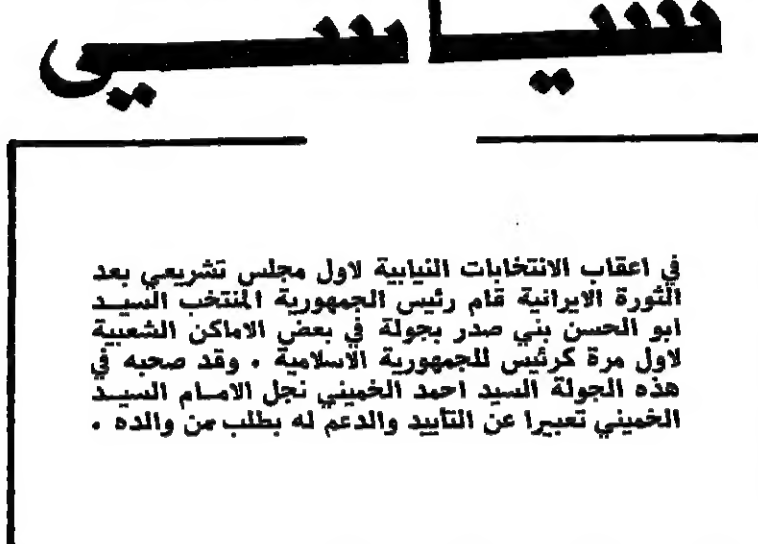 سياسي
في اعقاب الانتخابات النيابية لاول مجلس تشريعي بعد
الثورة الايرانية قام رئيس الجمهورية المنتخب السيد
ابو الحسن بني صدر بجولة في بعض الاماكن الشعبية
لاول مرة كرئيس للجمهورية الاسلامية . وقد صحبه في
هذه الجولة السيد احمد الخميني نجل الامام السيد
الخميني تعبيرا عن التأييد والدعم له بطلب من والده .